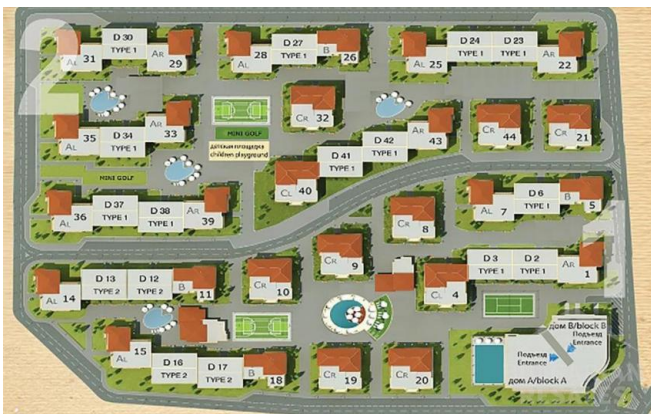 2
D 30
TYPE 1
AL
31
AR
29
D 27
TYPE 1
28
AL
B
26
D 24
TYPE 1
D 23
TYPE 1
AL
25
AR
22
CR
32
MINI GOLF
детская площадка
children playground
D 34
TYPE 1
AL
35
AR
33
D 42
TYPE 1
AR
43
CR
44
CR
21
D 41
TYPE 1
CL
40
MINI GOLF
D 37
TYPE 1
D 38
TYPE 1
AL
36
AR
39
D 6
TYPE 1
AL
7
B
5
CR
8
1
D 3
TYPE 1
D 2
TYPE 1
AR
1
CL
4
CR
9
CR
10
D 13
TYPE 2
D 12
TYPE 2
B
11
AL
14
AL
15
D 16
TYPE 2
D 17
TYPE 2
B
18
CR
19
CR
20
дом B/block B
Подъезд
Entrance
Подъезд
Entrance
дом A/block A